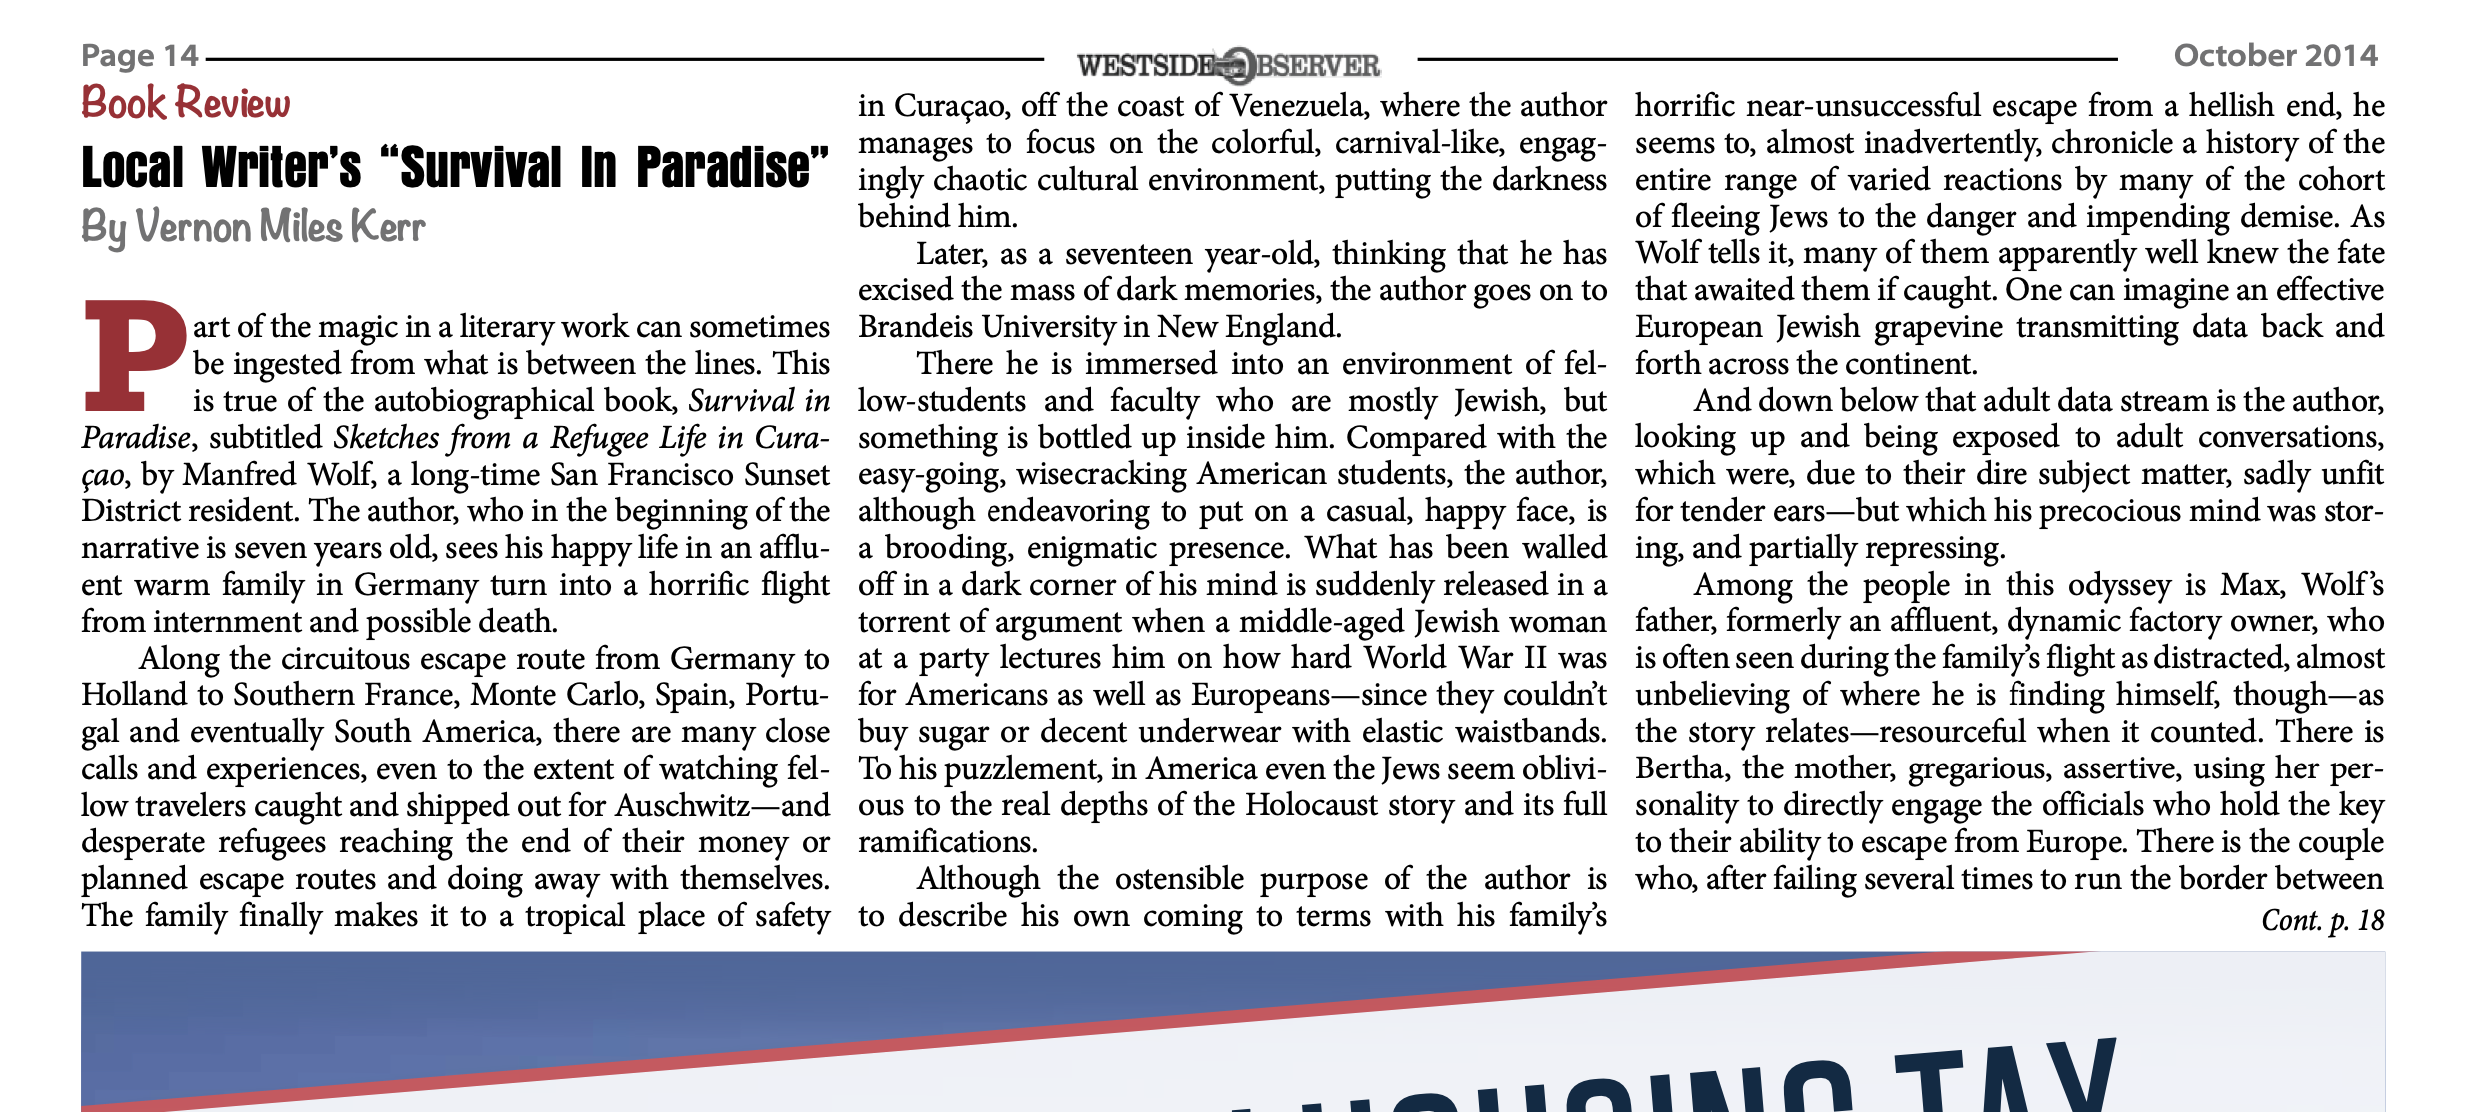 Page 14
WESTSIDE OBSERVER
October 2014
Book Review
Local Writer’s “Survival In Paradise”
By Vernon Miles Kerr
Part of the magic in a literary work can sometimes
be ingested from what is between the lines. This
is true of the autobiographical book, Survival in
Paradise, subtitled Sketches from a Refugee Life in Cura-
çao, by Manfred Wolf, a long-time San Francisco Sunset
District resident. The author, who in the beginning of the
narrative is seven years old, sees his happy life in an afflu-
ent warm family in Germany turn into a horrific flight
from internment and possible death.
Along the circuitous escape route from Germany to
Holland to Southern France, Monte Carlo, Spain, Portu-
gal and eventually South America, there are many close
calls and experiences, even to the extent of watching fel-
low travelers caught and shipped out for Auschwitz—and
desperate refugees reaching the end of their money or
planned escape routes and doing away with themselves.
The family finally makes it to a tropical place of safety
in Curaçao, off the coast of Venezuela, where the author
manages to focus on the colorful, carnival-like, engag-
ingly chaotic cultural environment, putting the darkness
behind him.
Later, as a seventeen year-old, thinking that he has
excised the mass of dark memories, the author goes on to
Brandeis University in New England.
There he is immersed into an environment of fel-
low-students and faculty who are mostly Jewish, but
something is bottled up inside him. Compared with the
easy-going, wisecracking American students, the author,
although endeavoring to put on a casual, happy face, is
a brooding, enigmatic presence. What has been walled
off in a dark corner of his mind is suddenly released in a
torrent of argument when a middle-aged Jewish woman
at a party lectures him on how hard World War II was
for Americans as well as Europeans—since they couldn’t
buy sugar or decent underwear with elastic waistbands.
To his puzzlement, in America even the Jews seem oblivi-
ous to the real depths of the Holocaust story and its full
ramifications.
Although the ostensible purpose of the author is
to describe his own coming to terms with his family’s
horrific near-unsuccessful escape from a hellish end, he
seems to, almost inadvertently, chronicle a history of the
entire range of varied reactions by many of the cohort
of fleeing Jews to the danger and impending demise. As
Wolf tells it, many of them apparently well knew the fate
that awaited them if caught. One can imagine an effective
European Jewish grapevine transmitting data back and
forth across the continent.
And down below that adult data stream is the author,
looking up and being exposed to adult conversations,
which were, due to their dire subject matter, sadly unfit
for tender ears—but which his precocious mind was stor-
ing, and partially repressing.
Among the people in this odyssey is Max, Wolf’s
father, formerly an affluent, dynamic factory owner, who
is often seen during the family’s flight as distracted, almost
unbelieving of where he is finding himself, though—as
the story relates—resourceful when it counted. There is
Bertha, the mother, gregarious, assertive, using her per-
sonality to directly engage the officials who hold the key
to their ability to escape from Europe. There is the couple
who, after failing several times to run the border between
Cont. p. 18
HOUSING TAX